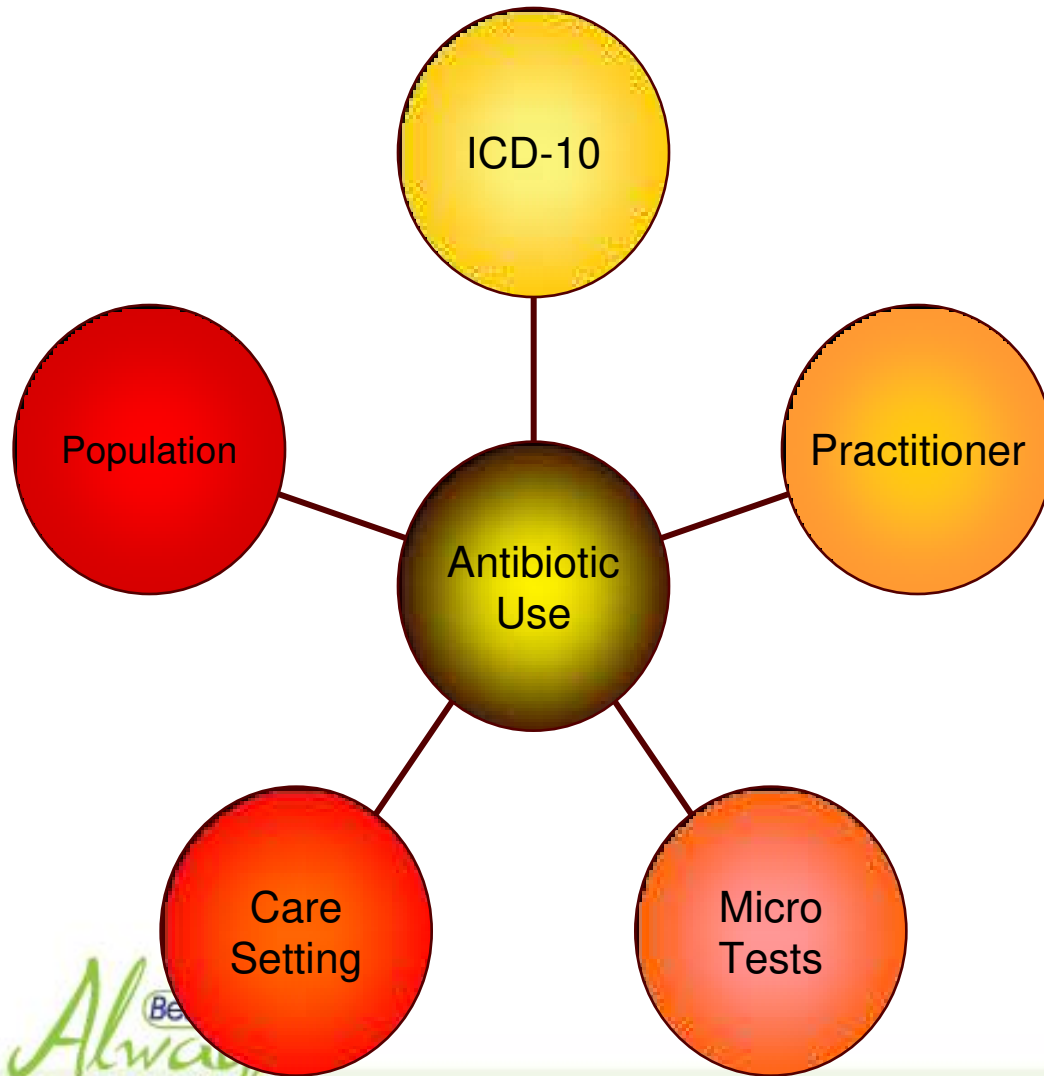 ICD-10
Population
Practitioner
Antibiotic
Use
Care
Setting
Micro
Tests